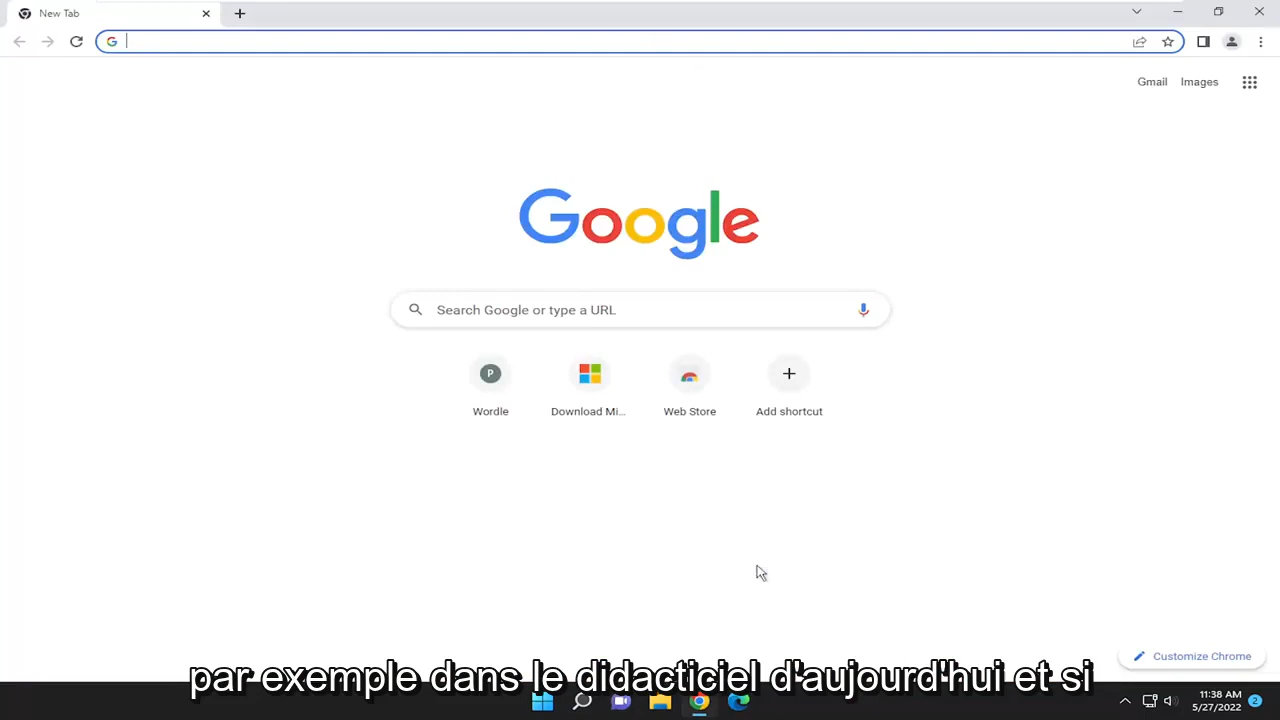 New Tab
Gmail Images
Google
Search Google or type a URL
P
Wordle Download Mi... Web Store Add shortcut
Customize Chrome
par exemple dans le didacticiel d'aujourd'hui et si
11:38 AM
5/27/2022
2